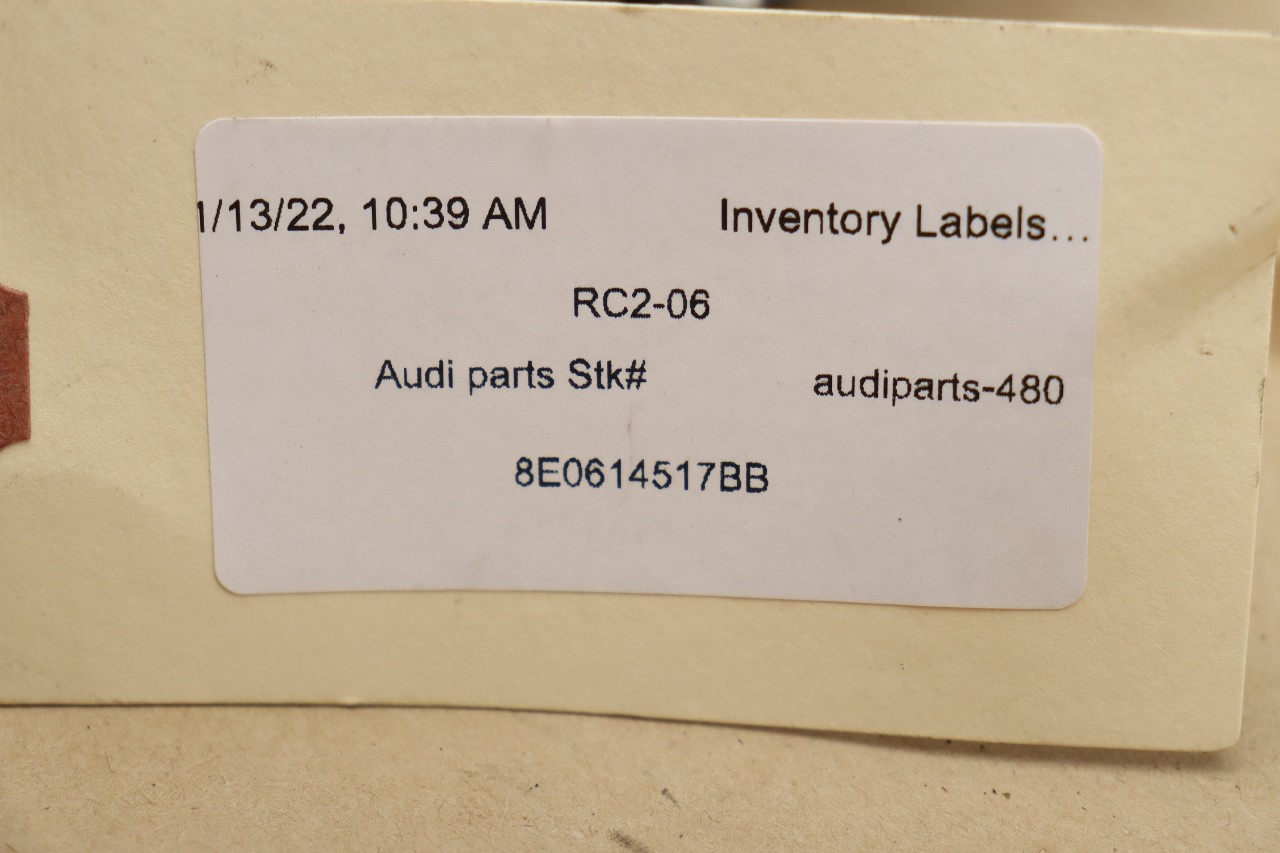 1/13/22, 10:39 AM Inventory Labels...
RC2-06
Audi parts Stk# audiparts-480
8E0614517BB